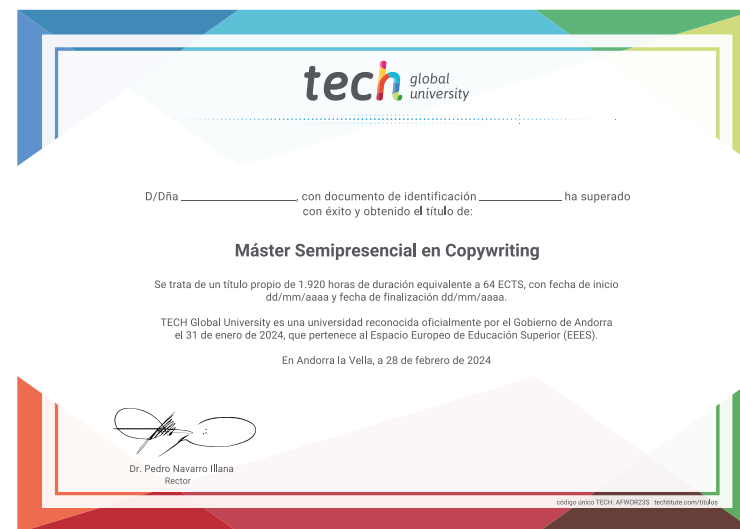 tech global university
D/Dña ____________, con documento de identificación ____________ ha superado
con éxito y obtenido el título de:
Máster Semipresencial en Copywriting
Se trata de un título propio de 1.920 horas de duración equivalente a 64 ECTS, con fecha de inicio
dd/mm/aaaa y fecha de finalización dd/mm/aaaa.
TECH Global University es una universidad reconocida oficialmente por el Gobierno de Andorra
el 31 de enero de 2024, que pertenece al Espacio Europeo de Educación Superior (EEES).
En Andorra la Vella, a 28 de febrero de 2024
Dr. Pedro Navarro Illana
Rector
código único TECH: AFWOR23S techtitute.com/titulos